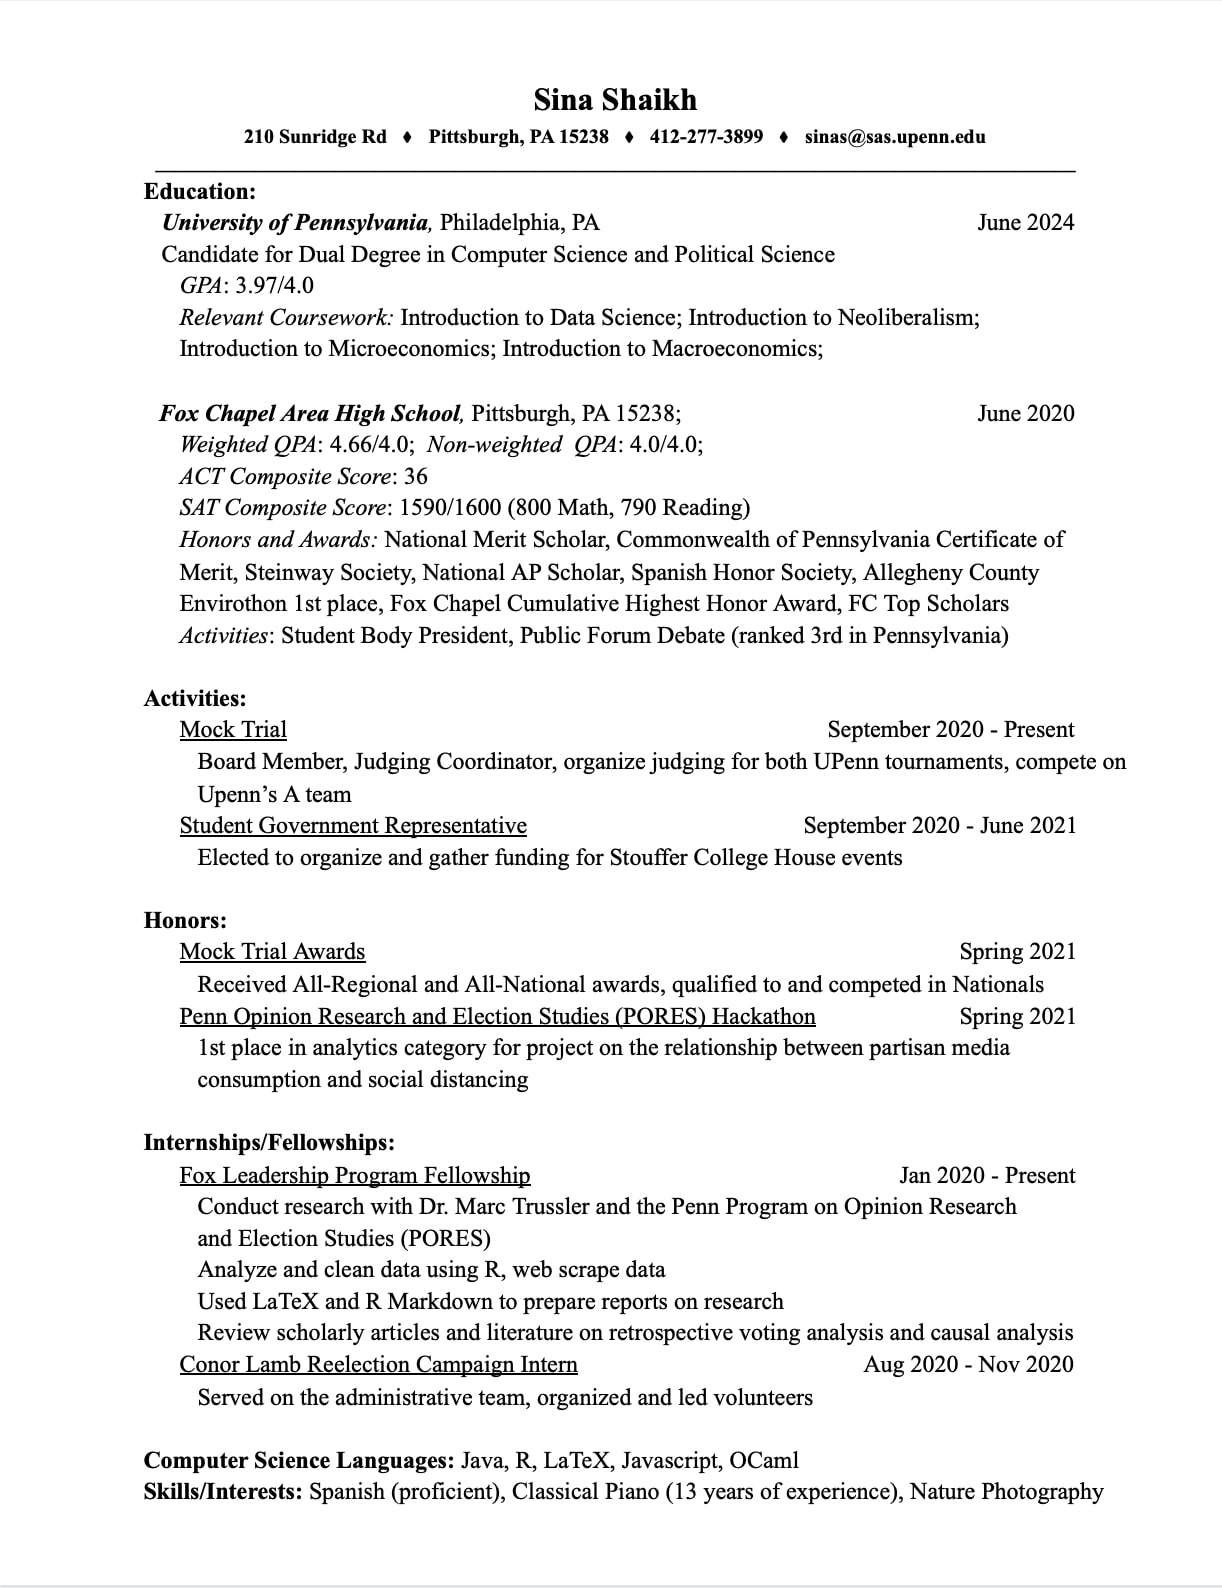 Sina Shaikh
210 Sunridge Rd ♦ Pittsburgh, PA 15238 ♦ 412-277-3899 ♦ sinas@sas.upenn.edu
Education:
University of Pennsylvania, Philadelphia, PA June 2024
Candidate for Dual Degree in Computer Science and Political Science
GPA: 3.97/4.0
Relevant Coursework: Introduction to Data Science; Introduction to Neoliberalism;
Introduction to Microeconomics; Introduction to Macroeconomics;
Fox Chapel Area High School, Pittsburgh, PA 15238; June 2020
Weighted QPA: 4.66/4.0; Non-weighted QPA: 4.0/4.0;
ACT Composite Score: 36
SAT Composite Score: 1590/1600 (800 Math, 790 Reading)
Honors and Awards: National Merit Scholar, Commonwealth of Pennsylvania Certificate of
Merit, Steinway Society, National AP Scholar, Spanish Honor Society, Allegheny County
Envirothon 1st place, Fox Chapel Cumulative Highest Honor Award, FC Top Scholars
Activities: Student Body President, Public Forum Debate (ranked 3rd in Pennsylvania)
Activities:
Mock Trial September 2020 - Present
Board Member, Judging Coordinator, organize judging for both UPenn tournaments, compete on
Upenn’s A team
Student Government Representative September 2020 - June 2021
Elected to organize and gather funding for Stouffer College House events
Honors:
Mock Trial Awards Spring 2021
Received All-Regional and All-National awards, qualified to and competed in Nationals
Penn Opinion Research and Election Studies (PORES) Hackathon Spring 2021
1st place in analytics category for project on the relationship between partisan media
consumption and social distancing
Internships/Fellowships:
Fox Leadership Program Fellowship Jan 2020 - Present
Conduct research with Dr. Marc Trussler and the Penn Program on Opinion Research
and Election Studies (PORES)
Analyze and clean data using R, web scrape data
Used LaTeX and R Markdown to prepare reports on research
Review scholarly articles and literature on retrospective voting analysis and causal analysis
Conor Lamb Reelection Campaign Intern Aug 2020 - Nov 2020
Served on the administrative team, organized and led volunteers
Computer Science Languages: Java, R, LaTeX, Javascript, OCaml
Skills/Interests: Spanish (proficient), Classical Piano (13 years of experience), Nature Photography